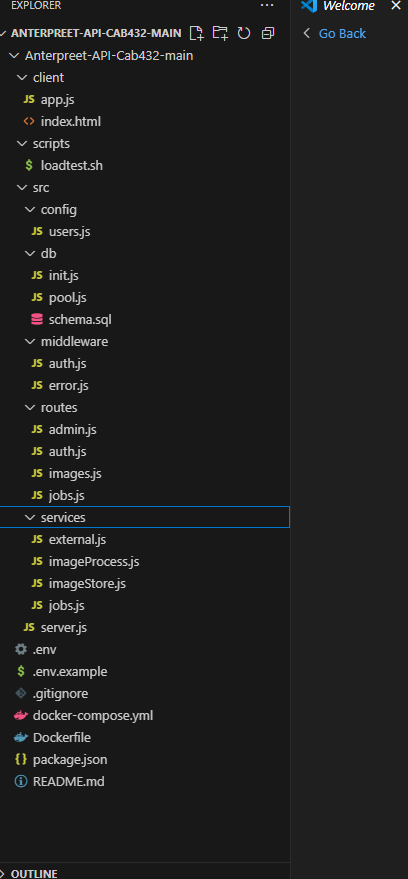 EXPLORER
Welcome
ANTERPREET-API-CAB432-MAIN
Go Back
Anterpreet-API-Cab432-main
client
JS app.js
<> index.html
scripts
$ loadtest.sh
src
config
JS users.js
db
JS init.js
JS pool.js
schema.sql
middleware
JS auth.js
JS error.js
routes
JS admin.js
JS auth.js
JS images.js
JS jobs.js
services
JS external.js
JS imageProcess.js
JS imageStore.js
JS jobs.js
JS server.js
.env
$ .env.example
.gitignore
docker-compose.yml
Dockerfile
{} package.json
README.md
OUTLINE